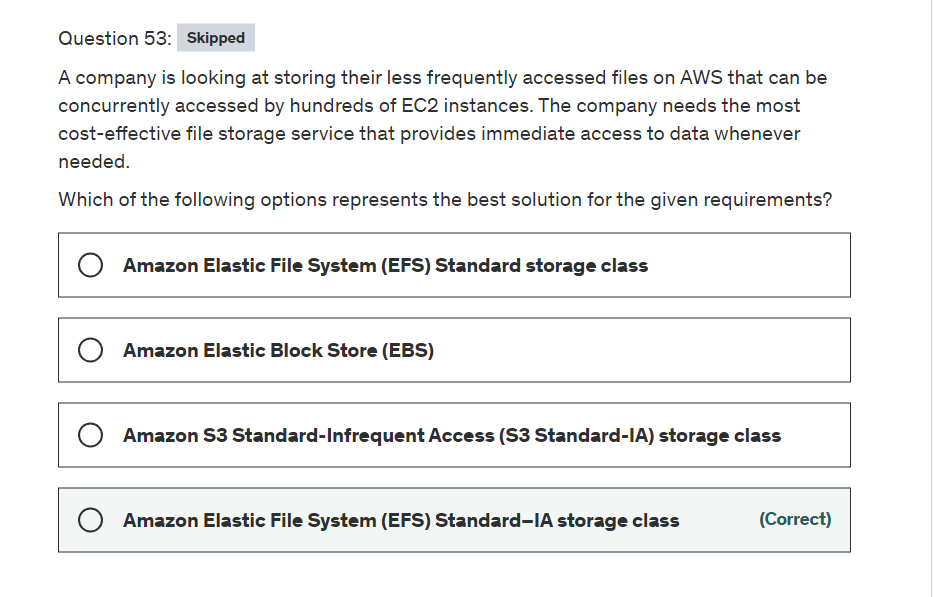 Question 53: Skipped
A company is looking at storing their less frequently accessed files on AWS that can be
concurrently accessed by hundreds of EC2 instances. The company needs the most
cost-effective file storage service that provides immediate access to data whenever
needed.
Which of the following options represents the best solution for the given requirements?
Amazon Elastic File System (EFS) Standard storage class
Amazon Elastic Block Store (EBS)
Amazon S3 Standard-Infrequent Access (S3 Standard-IA) storage class
Amazon Elastic File System (EFS) Standard–IA storage class (Correct)